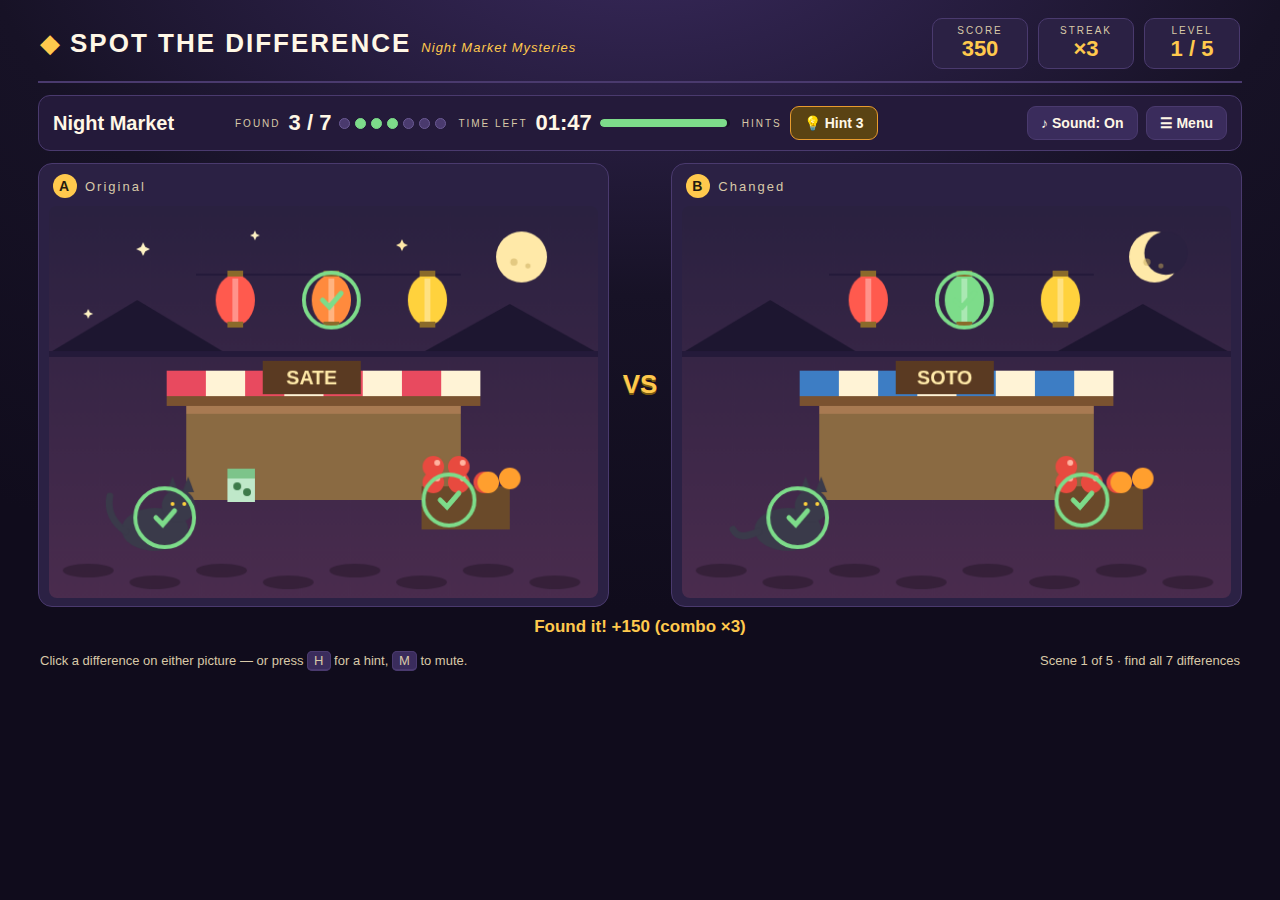 ◆ SPOT THE DIFFERENCE Night Market Mysteries
SCORE
350
STREAK
×3
LEVEL
1 / 5
Night Market
FOUND 3 / 7
TIME LEFT 01:47
HINTS
💡 Hint 3
♪ Sound: On
☰ Menu
A Original
SATE
VS
B Changed
SOTO
Found it! +150 (combo ×3)
Click a difference on either picture — or press H for a hint, M to mute.
Scene 1 of 5 · find all 7 differences